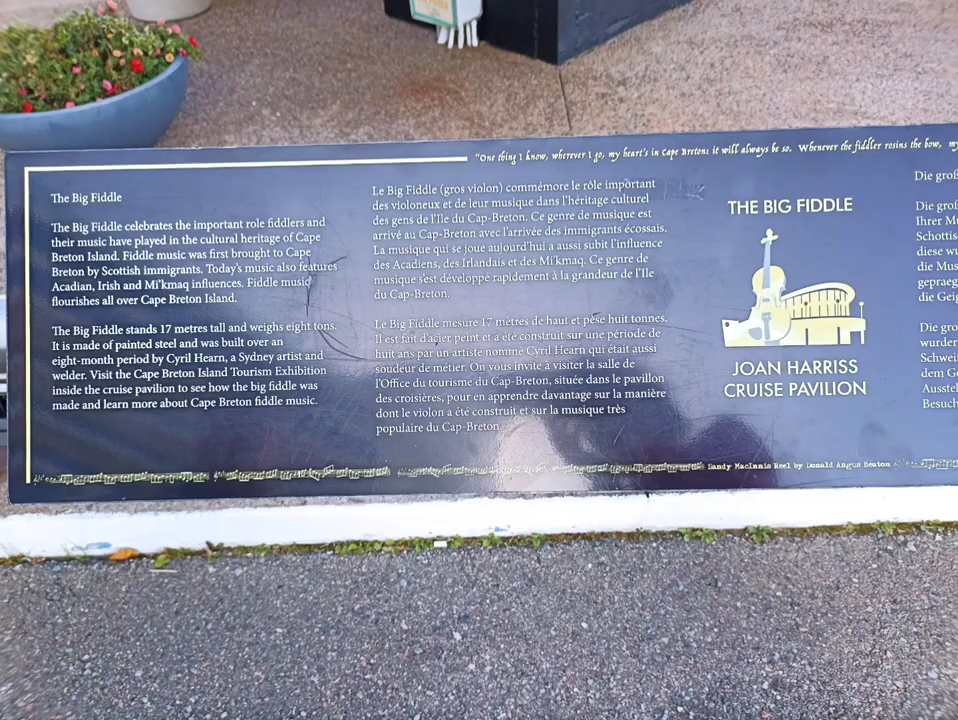 "One thing I know, wherever I go, my heart's in Cape Breton: it will always be so. Whenever the fiddler rosins the bow, my
The Big Fiddle
The Big Fiddle celebrates the important role fiddlers and
their music have played in the cultural heritage of Cape
Breton Island. Fiddle music was first brought to Cape
Breton by Scottish immigrants. Today's music also features
Acadian, Irish and Mi'kmaq influences. Fiddle music
flourishes all over Cape Breton Island.
The Big Fiddle stands 17 metres tall and weighs eight tons.
It is made of painted steel and was built over an
eight-month period by Cyril Hearn, a Sydney artist and
welder. Visit the Cape Breton Island Tourism Exhibition
inside the cruise pavilion to see how the big fiddle was
made and learn more about Cape Breton fiddle music.
Le Big Fiddle (gros violon) commémore le rôle important
des violoneux et de leur musique dans l'héritage culturel
des gens de l'Ile du Cap-Breton. Ce genre de musique est
arrivé au Cap-Breton avec l'arrivée des immigrants écossais.
La musique qui se joue aujourd'hui a aussi subit l'influence
des Acadiens, des Irlandais et des Mi'kmaq. Ce genre de
musique s'est développé rapidement à la grandeur de l'Ile
du Cap-Breton.
Le Big Fiddle mesure 17 mètres de haut et pèse huit tonnes.
Il est fait d'acier peint et a été construit sur une période de
huit ans par un artiste nommé Cyril Hearn qui était aussi
soudeur de métier. On vous invite à visiter la salle de
l'Office du tourisme du Cap-Breton, située dans le pavillon
des croisières, pour en apprendre davantage sur la manière
dont le violon a été construit et sur la musique très
populaire du Cap-Breton.
THE BIG FIDDLE
JOAN HARRISS
CRUISE PAVILION
Die groß
Die groß
Ihrer Mu
Schottis
diese wu
die Mus
gepraeg
die Geig
Die gro
wurder
Schwei
dem Ge
Ausstel
Besuch
Sandy MacInnis Reel by Donald Angus Beaton